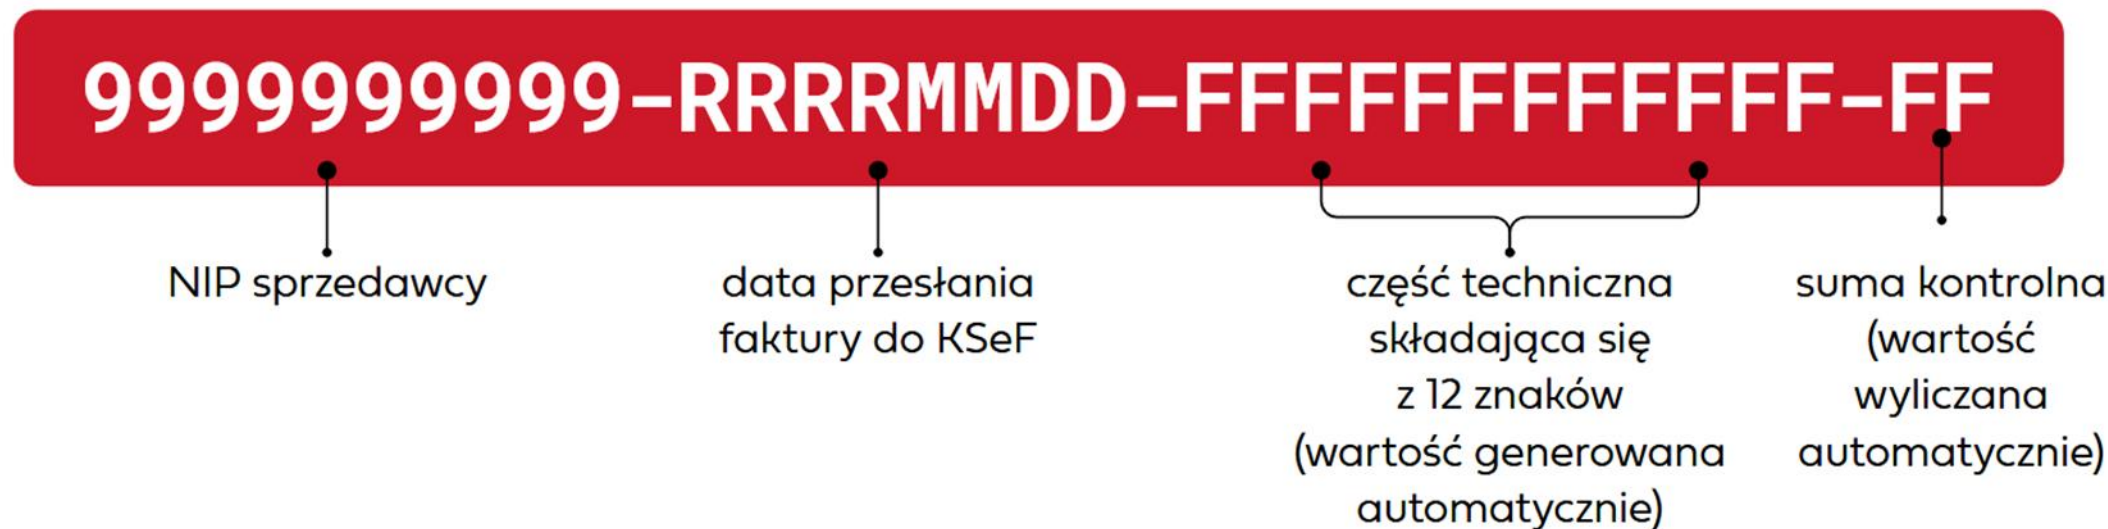 9999999999-RRRRMMDD-FFFFFFFFFFFF-FF
NIP sprzedawcy
data przesłania
faktury do KSeF
część techniczna
składająca się
z 12 znaków
(wartość generowana
automatycznie)
suma kontrolna
(wartość
wyliczana
automatycznie)